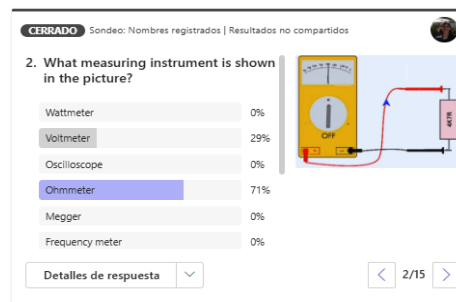 CERRADO Sondeo: Nombres registrados | Resultados no compartidos
2. What measuring instrument is shown
in the picture?
Wattmeter 0%
Voltmeter 29%
Oscilloscope 0%
Ohmmeter 71%
Megger 0%
Frequency meter 0%
OFF
4K7R
Detalles de respuesta
2/15